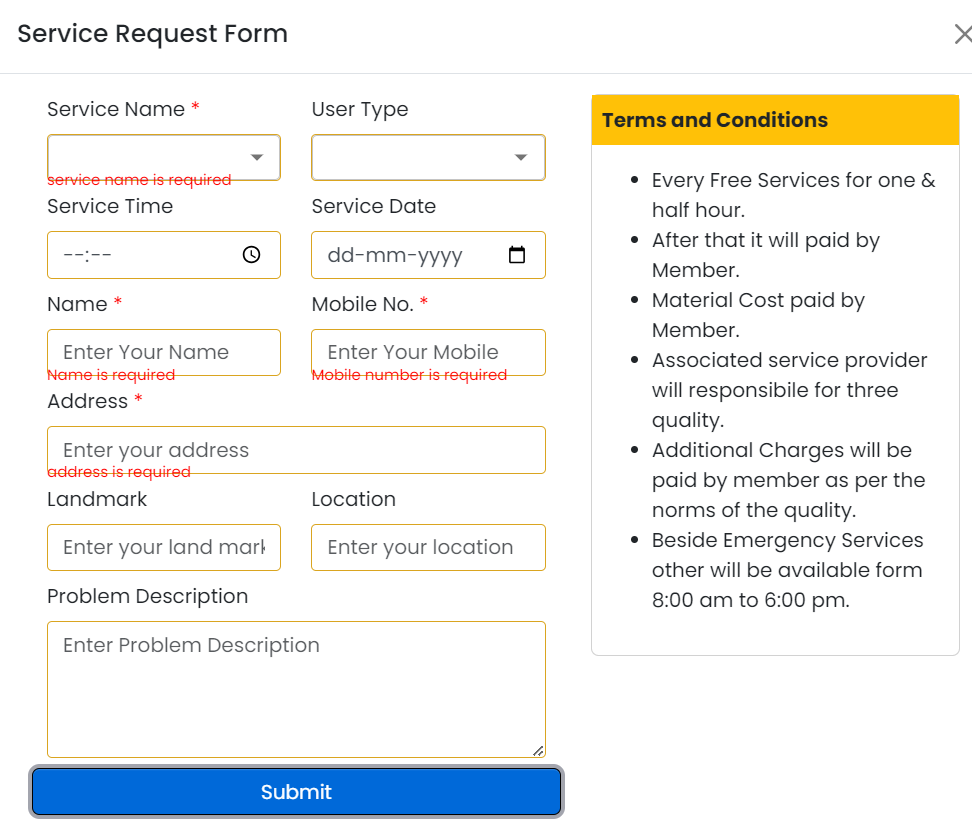 Service Request Form
Service Name *
User Type
service name is required
Service Time
Service Date
--:--
dd-mm-yyyy
Name *
Mobile No. *
Enter Your Name
Enter Your Mobile
Name is required
Mobile number is required
Address *
Enter your address
address is required
Landmark
Location
Enter your land mark
Enter your location
Problem Description
Enter Problem Description
Submit
Terms and Conditions
Every Free Services for one &
half hour.
After that it will paid by
Member.
Material Cost paid by
Member.
Associated service provider
will responsibile for three
quality.
Additional Charges will be
paid by member as per the
norms of the quality.
Beside Emergency Services
other will be available form
8:00 am to 6:00 pm.